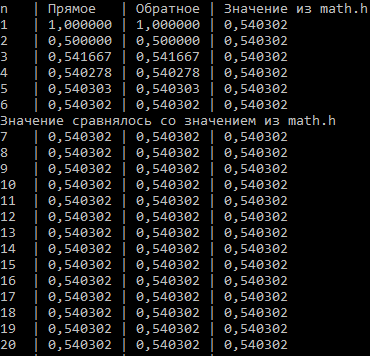 n | Прямое | Обратное | Значение из math.h
1 | 1,000000 | 1,000000 | 0,540302
2 | 0,500000 | 0,500000 | 0,540302
3 | 0,541667 | 0,541667 | 0,540302
4 | 0,540278 | 0,540278 | 0,540302
5 | 0,540303 | 0,540303 | 0,540302
6 | 0,540302 | 0,540302 | 0,540302
Значение сравнялось со значением из math.h
7 | 0,540302 | 0,540302 | 0,540302
8 | 0,540302 | 0,540302 | 0,540302
9 | 0,540302 | 0,540302 | 0,540302
10 | 0,540302 | 0,540302 | 0,540302
11 | 0,540302 | 0,540302 | 0,540302
12 | 0,540302 | 0,540302 | 0,540302
13 | 0,540302 | 0,540302 | 0,540302
14 | 0,540302 | 0,540302 | 0,540302
15 | 0,540302 | 0,540302 | 0,540302
16 | 0,540302 | 0,540302 | 0,540302
17 | 0,540302 | 0,540302 | 0,540302
18 | 0,540302 | 0,540302 | 0,540302
19 | 0,540302 | 0,540302 | 0,540302
20 | 0,540302 | 0,540302 | 0,540302